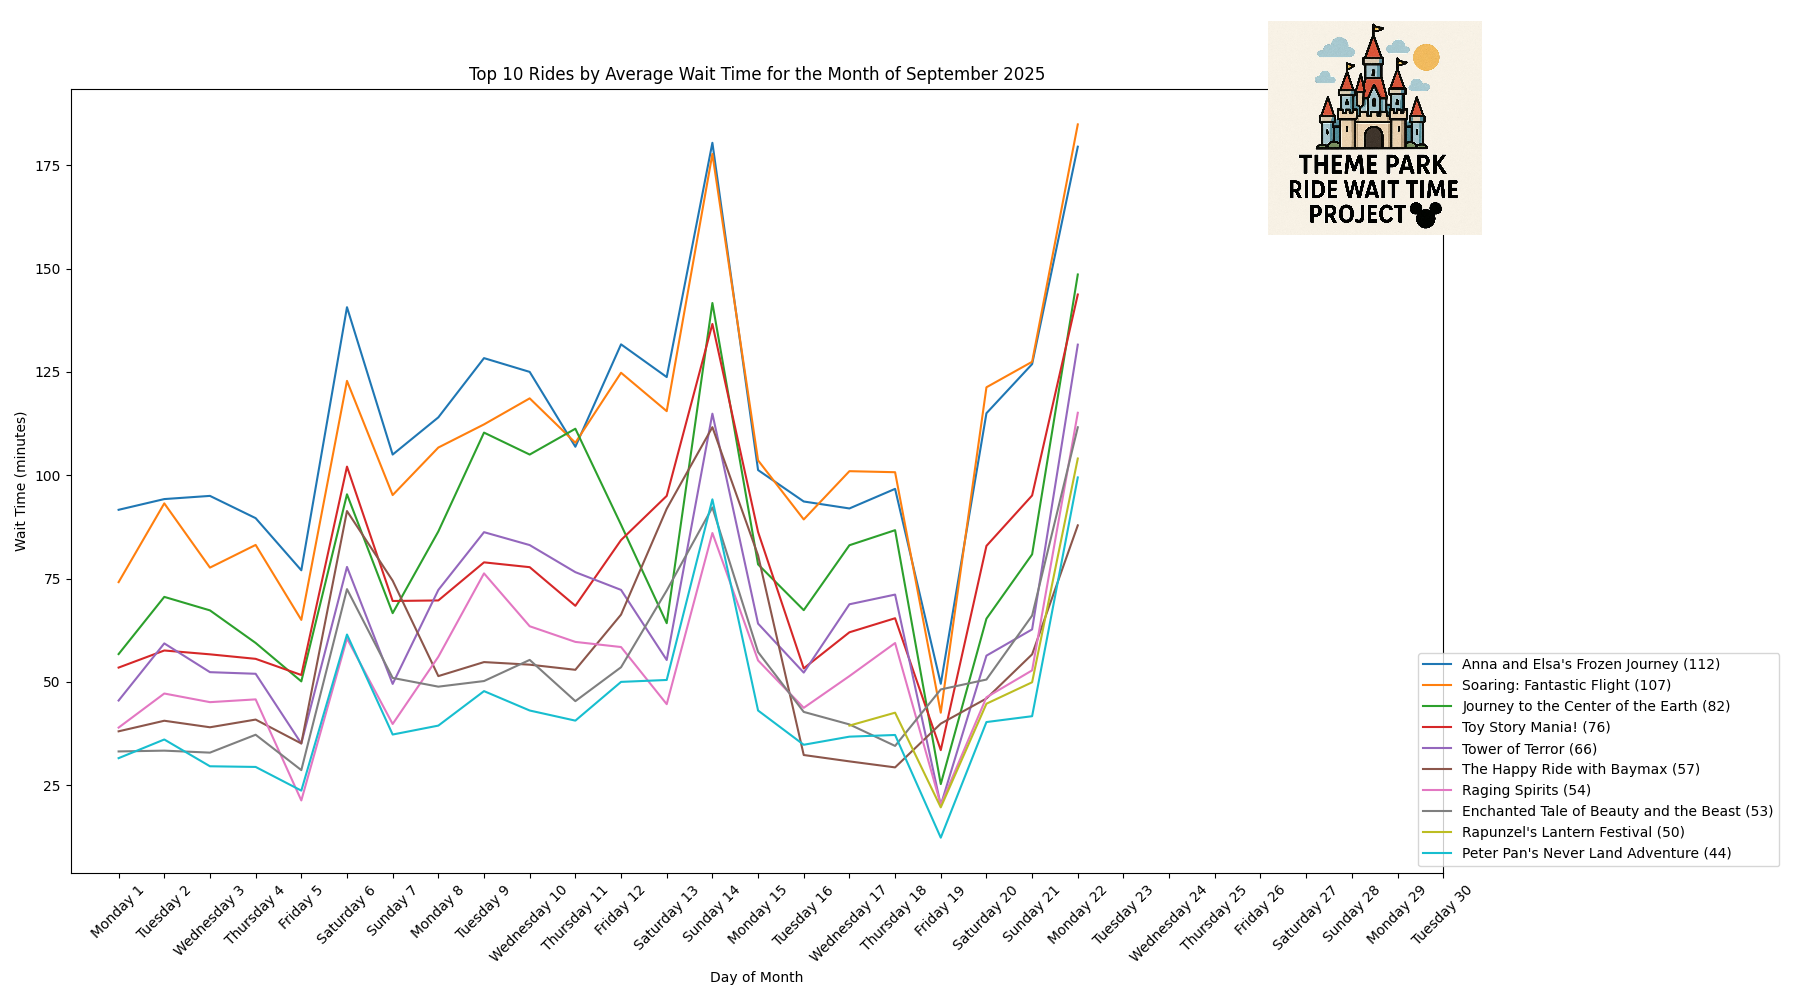 Top 10 Rides by Average Wait Time for the Month of September 2025
THEME PARK
RIDE WAIT TIME
PROJECT
Wait Time (minutes)
175
150
125
100
75
50
25
Anna and Elsa's Frozen Journey (112)
Soaring: Fantastic Flight (107)
Journey to the Center of the Earth (82)
Toy Story Mania! (76)
Tower of Terror (66)
The Happy Ride with Baymax (57)
Raging Spirits (54)
Enchanted Tale of Beauty and the Beast (53)
Rapunzel's Lantern Festival (50)
Peter Pan's Never Land Adventure (44)
Monday 1
Tuesday 2
Wednesday 3
Thursday 4
Friday 5
Saturday 6
Sunday 7
Monday 8
Tuesday 9
Wednesday 10
Thursday 11
Friday 12
Saturday 13
Sunday 14
Monday 15
Tuesday 16
Wednesday 17
Thursday 18
Friday 19
Saturday 20
Sunday 21
Monday 22
Tuesday 23
Wednesday 24
Thursday 25
Friday 26
Saturday 27
Sunday 28
Monday 29
Tuesday 30
Day of Month